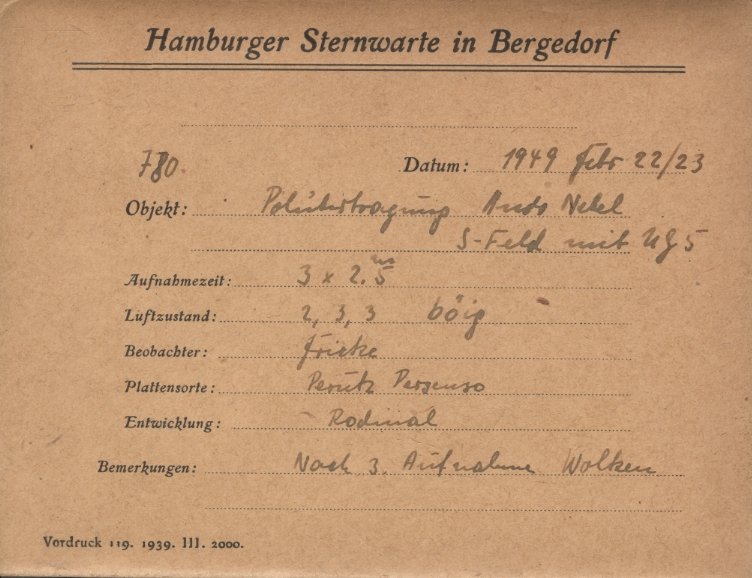 Hamburger Sternwarte in Bergedorf
780. Datum: 1949 Febr 22/23
Objekt: Polübertragung Andr Nebel
S-Feld mit UG5
Aufnahmezeit: 3 x 2.5m
Luftzustand: 2, 3, 3 böig
Beobachter: Fricke
Plattensorte: Perutz Persenso
Entwicklung: Rodinal
Bemerkungen: Nach 3. Aufnahme Wolken
Vordruck 119. 1939. III. 2000.